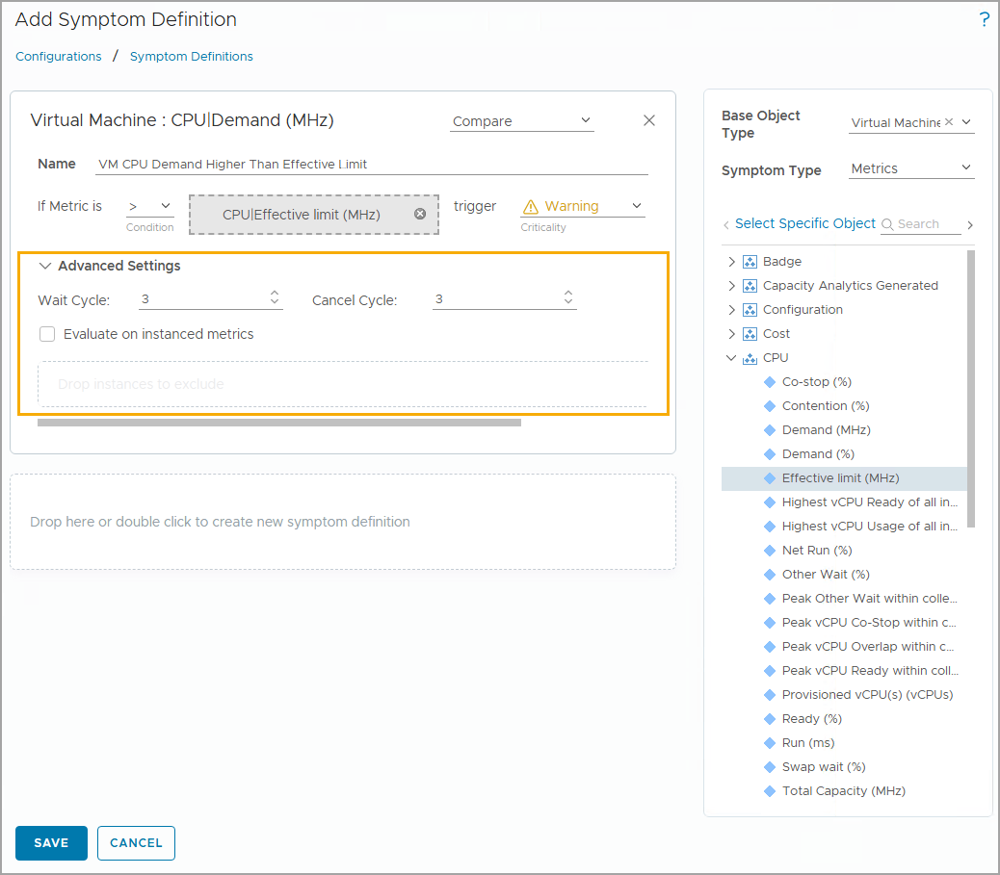 Add Symptom Definition
?
Configurations / Symptom Definitions
Virtual Machine : CPU|Demand (MHz)
Compare
Name
VM CPU Demand Higher Than Effective Limit
If Metric is
>
Condition
CPU|Effective limit (MHz)
trigger
Warning
Criticality
Advanced Settings
Wait Cycle:
3
Cancel Cycle:
3
Evaluate on instanced metrics
Drop instances to exclude
Drop here or double click to create new symptom definition
Base Object
Type
Virtual Machine
Symptom Type
Metrics
Select Specific Object
Search
Badge
Capacity Analytics Generated
Configuration
Cost
CPU
Co-stop (%)
Contention (%)
Demand (MHz)
Demand (%)
Effective limit (MHz)
Highest vCPU Ready of all in...
Highest vCPU Usage of all in...
Net Run (%)
Other Wait (%)
Peak Other Wait within colle...
Peak vCPU Co-Stop within c...
Peak vCPU Overlap within c...
Peak vCPU Ready within coll...
Provisioned vCPU(s) (vCPUs)
Ready (%)
Run (ms)
Swap wait (%)
Total Capacity (MHz)
SAVE
CANCEL